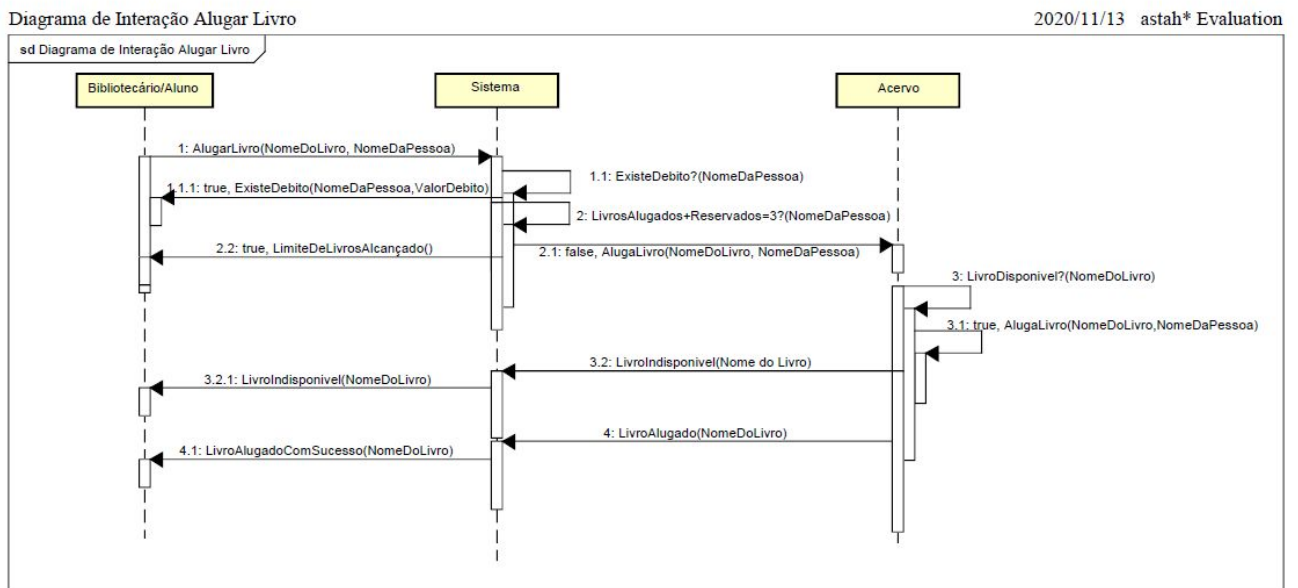 Diagrama de Interação Alugar Livro
2020/11/13 astah* Evaluation
sd Diagrama de Interação Alugar Livro
Bibliotecário/Aluno
Sistema
Acervo
1: AlugarLivro(NomeDoLivro, NomeDaPessoa)
1.1: ExisteDebito?(NomeDaPessoa)
1.1.1: true, ExisteDebito(NomeDaPessoa,ValorDebito)
2: LivrosAlugados+Reservados=3?(NomeDaPessoa)
2.2: true, LimiteDeLivrosAlcançado()
2.1: false, AlugaLivro(NomeDoLivro, NomeDaPessoa)
3: LivroDisponivel?(NomeDoLivro)
3.1: true, AlugaLivro(NomeDoLivro,NomeDaPessoa)
3.2: LivroIndisponivel(Nome do Livro)
3.2.1: LivroIndisponivel(NomeDoLivro)
4: LivroAlugado(NomeDoLivro)
4.1: LivroAlugadoComSucesso(NomeDoLivro)